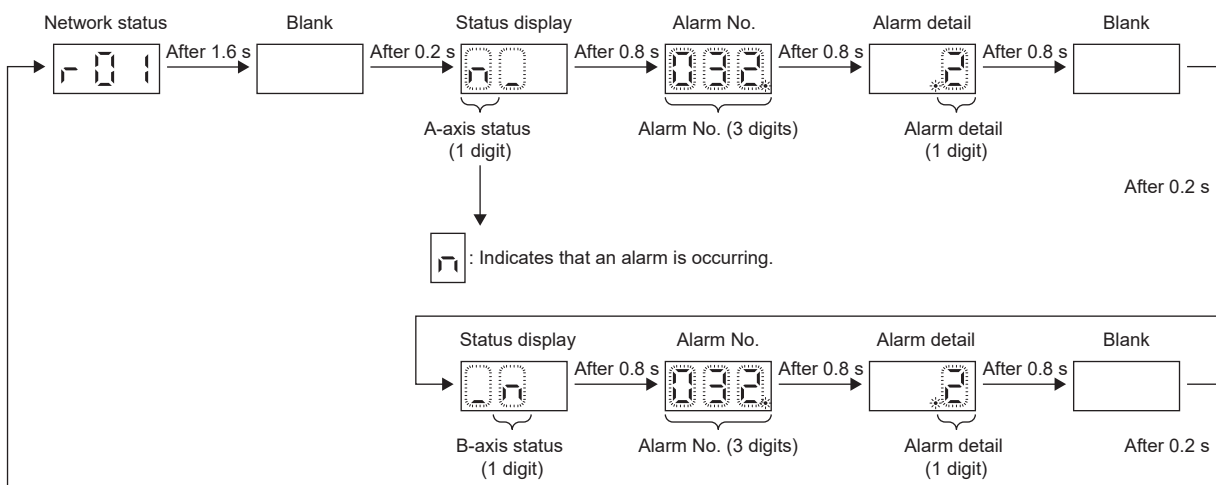 Network status
Blank
Status display
Alarm No.
Alarm detail
Blank
r 0 1
After 1.6 s
After 0.2 s
n _
After 0.8 s
032.
After 0.8 s
.2
After 0.8 s
A-axis status
(1 digit)
Alarm No. (3 digits)
Alarm detail
(1 digit)
After 0.2 s
n : Indicates that an alarm is occurring.
Status display
Alarm No.
Alarm detail
Blank
_ n
After 0.8 s
032.
After 0.8 s
.2
After 0.8 s
B-axis status
(1 digit)
Alarm No. (3 digits)
Alarm detail
(1 digit)
After 0.2 s